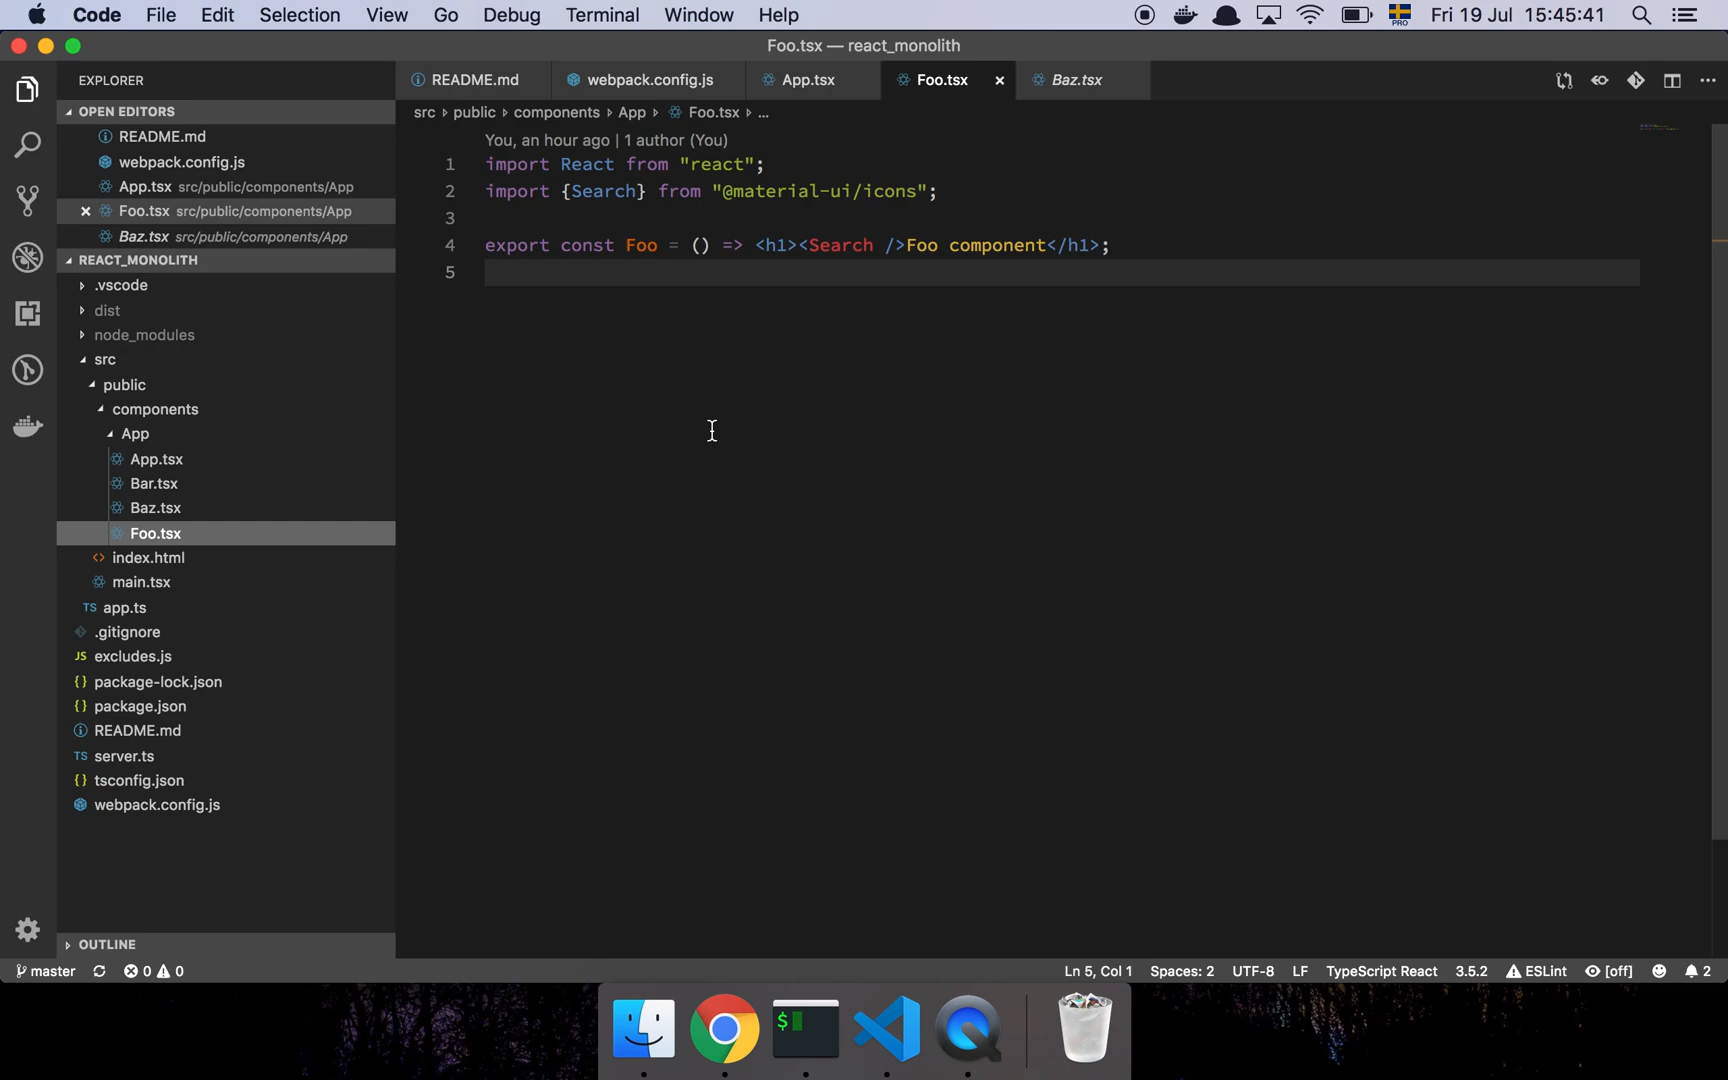 Code File Edit Selection View Go Debug Terminal Window Help PRO Fri 19 Jul 15:45:41
Foo.tsx — react_monolith
EXPLORER
README.md webpack.config.js App.tsx Foo.tsx Baz.tsx
OPEN EDITORS
README.md
webpack.config.js
App.tsx src/public/components/App
Foo.tsx src/public/components/App
Baz.tsx src/public/components/App
REACT_MONOLITH
.vscode
dist
node_modules
src
public
components
App
App.tsx
Bar.tsx
Baz.tsx
Foo.tsx
index.html
main.tsx
TS app.ts
.gitignore
JS excludes.js
{} package-lock.json
{} package.json
README.md
TS server.ts
{} tsconfig.json
webpack.config.js
OUTLINE
src public components App Foo.tsx ...
You, an hour ago | 1 author (You)
1 import React from "react";
2 import {Search} from "@material-ui/icons";
3
4 export const Foo = () => <h1><Search />Foo component</h1>;
5
master 0 0 Ln 5, Col 1 Spaces: 2 UTF-8 LF TypeScript React 3.5.2 ESLint [off] 2
$